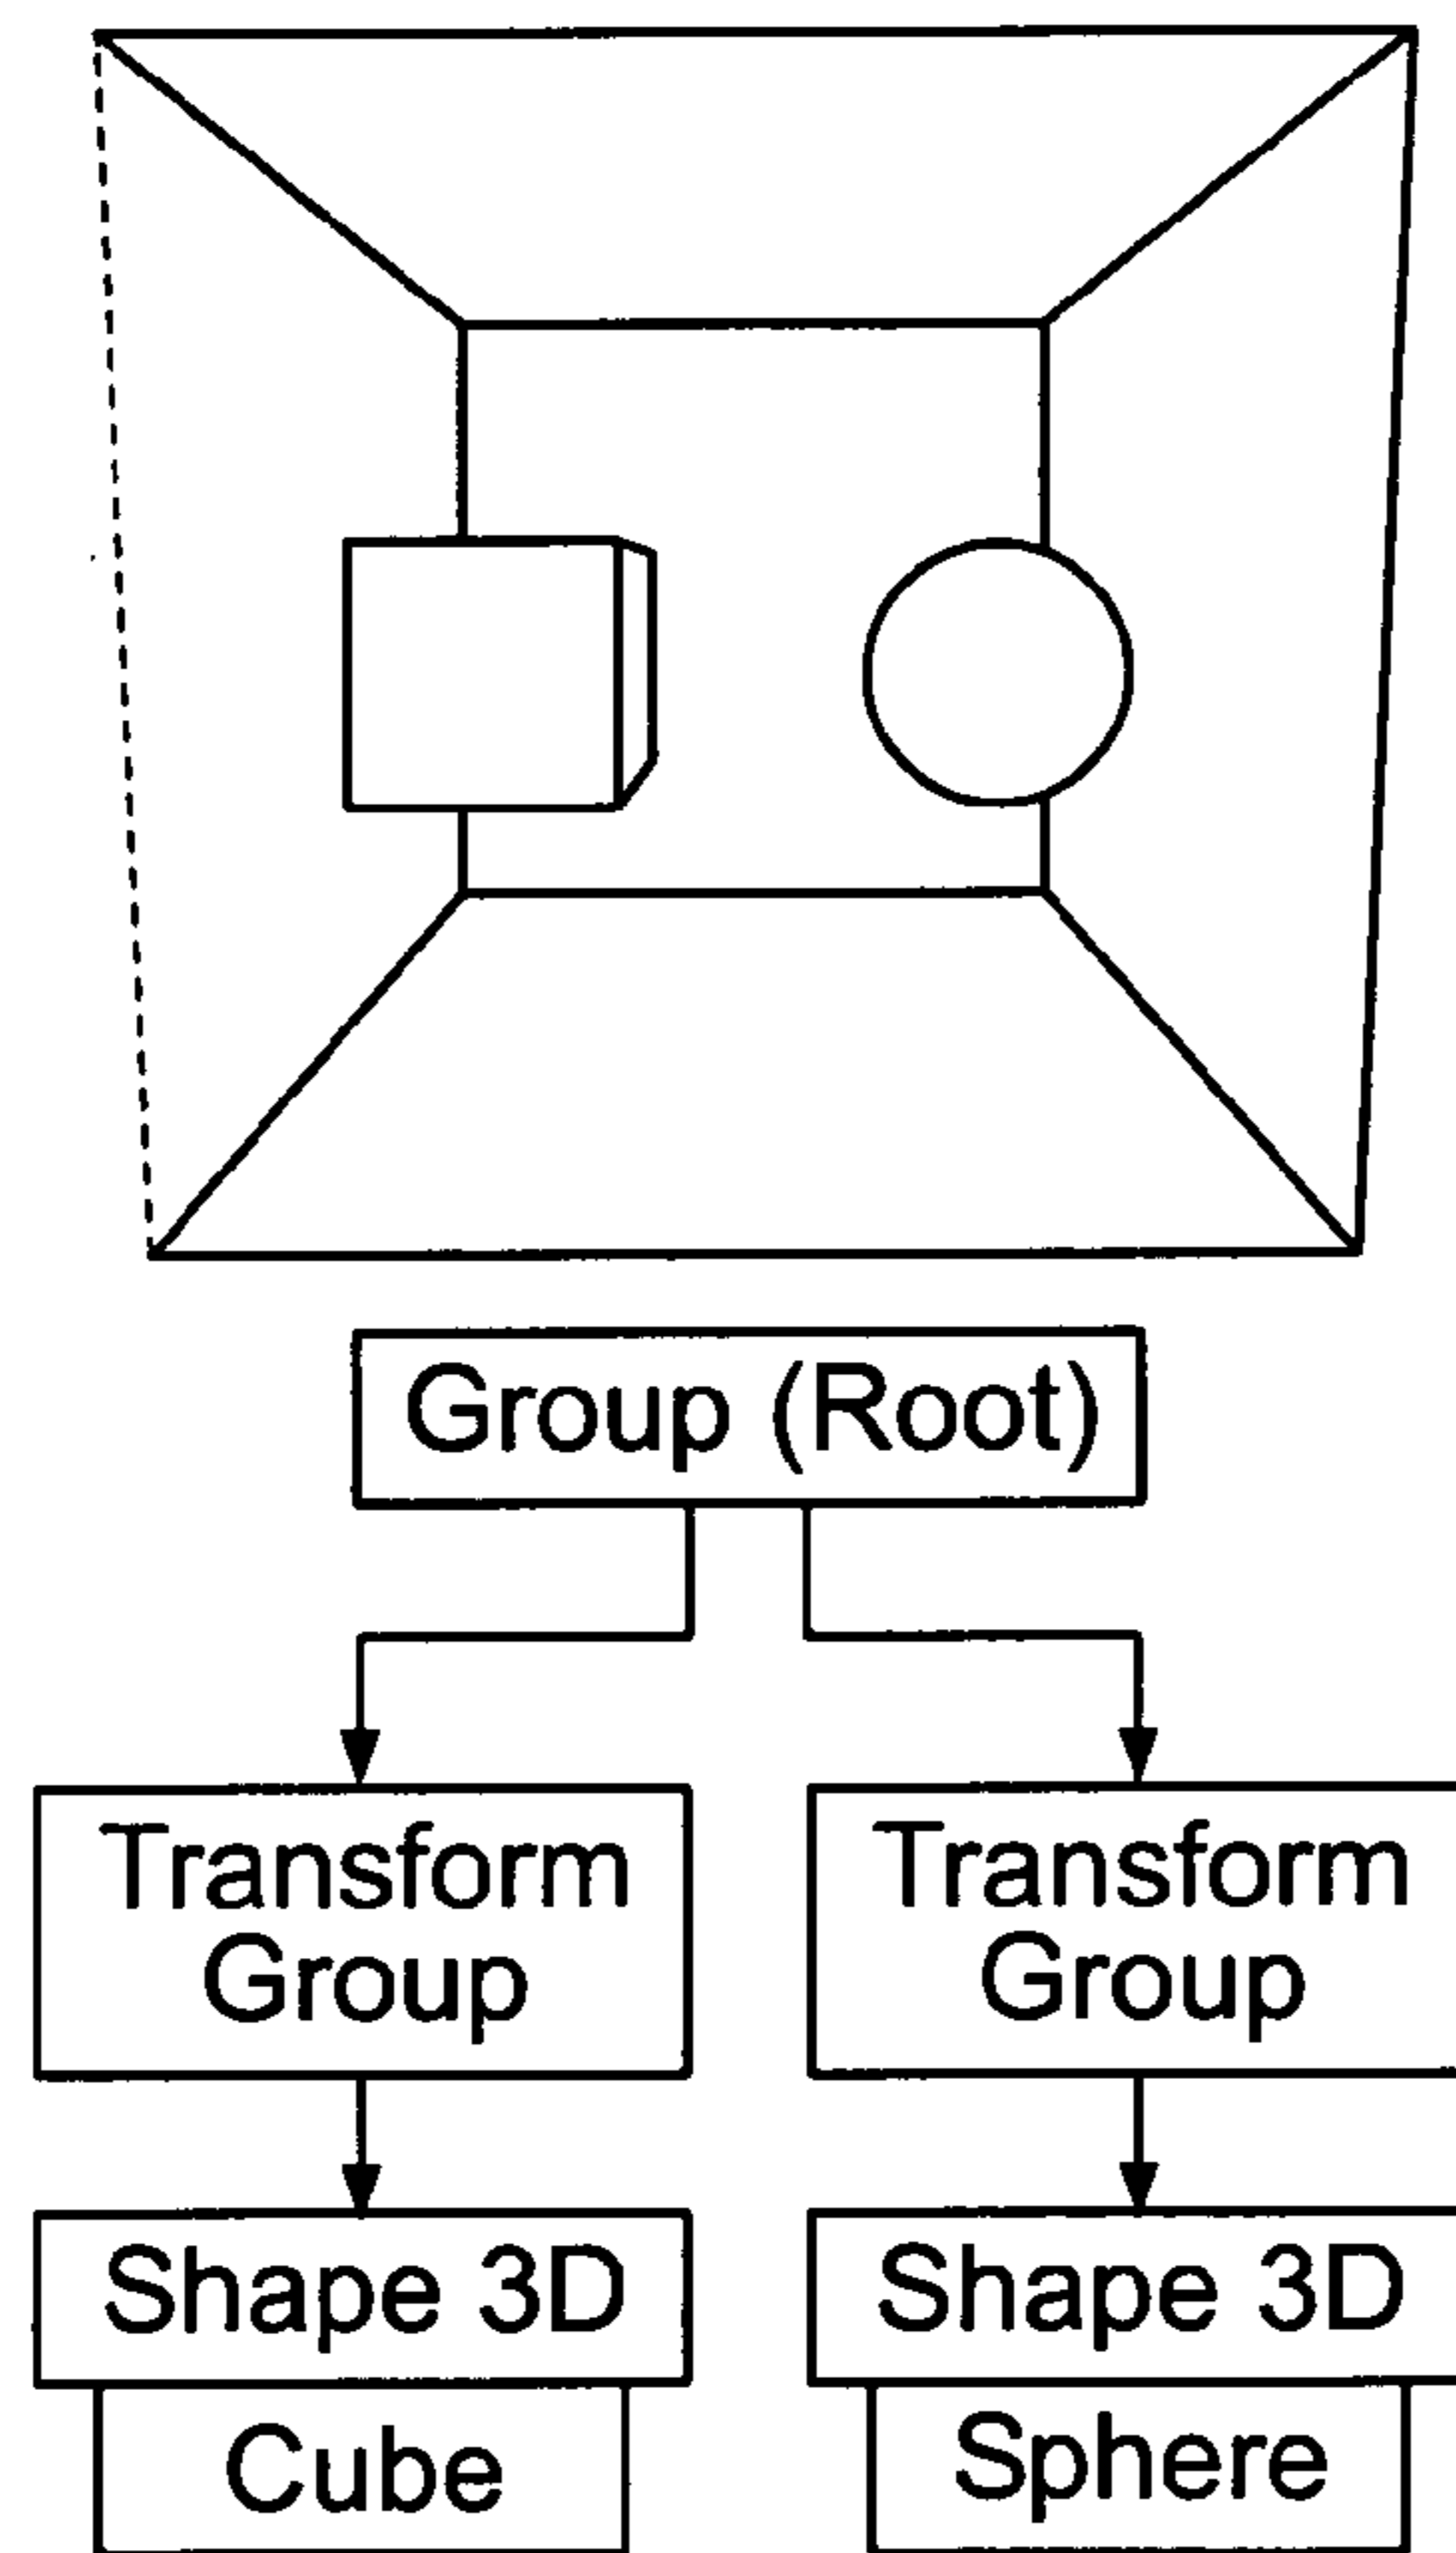 Group (Root)
Transform
Group
Transform
Group
Shape 3D
Shape 3D
Cube
Sphere